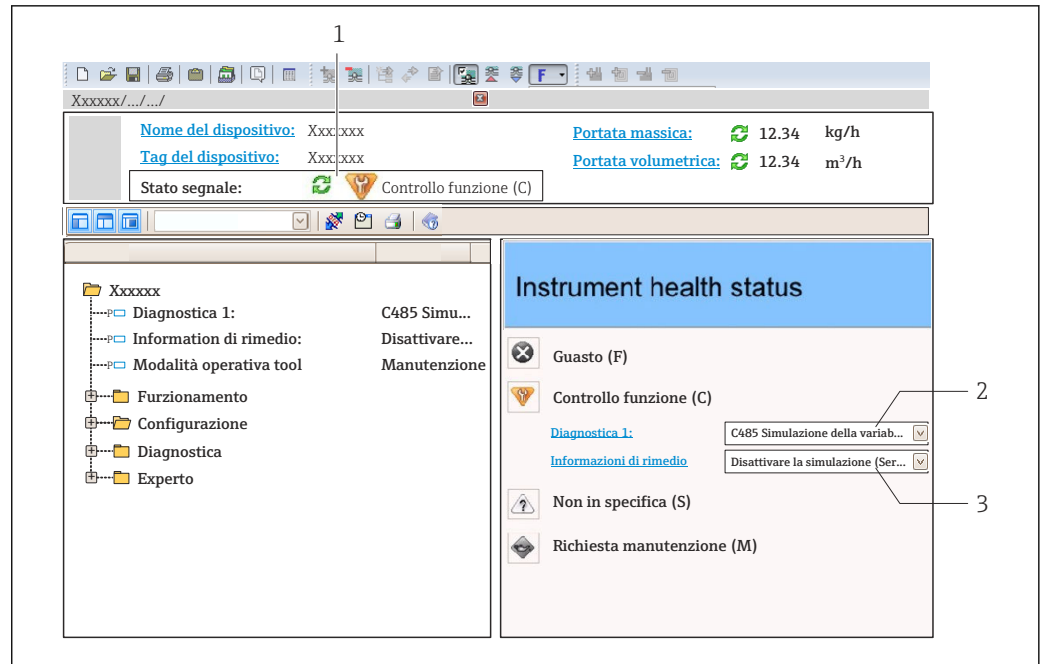 1
F
Xxxxxx/.../.../
Nome del dispositivo: Xxxxxxx Portata massica: 12.34 kg/h
Tag del dispositivo: Xxxxxxx Portata volumetrica: 12.34 m³/h
Stato segnale: Controllo funzione (C)
Xxxxxx
P Diagnostica 1: C485 Simu...
P Information di rimedio: Disattivare...
P Modalità operativa tool Manutenzione
Furzionamento
Configurazione
Diagnostica
Experto
Instrument health status
Guasto (F)
Controllo funzione (C)
2
Diagnostica 1: C485 Simulazione della variab...
Informazioni di rimedio Disattivare la simulazione (Ser...
3
Non in specifica (S)
Richiesta manutenzione (M)